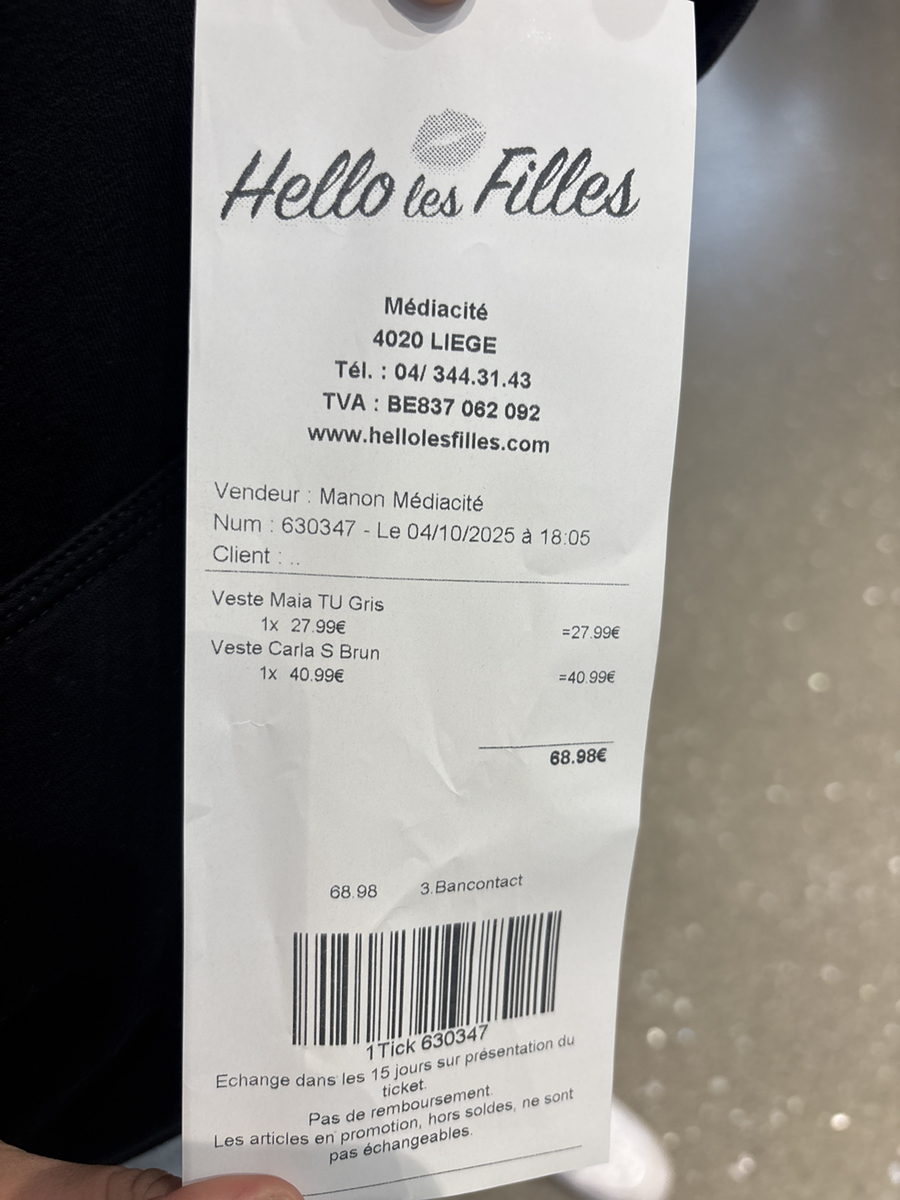 Hello les Filles
Médiacité
4020 LIEGE
Tél. : 04/ 344.31.43
TVA : BE837 062 092
www.hellolesfilles.com
Vendeur : Manon Médiacité
Num : 630347 - Le 04/10/2025 à 18:05
Client : ..
Veste Maia TU Gris
1x 27.99€ =27.99€
Veste Carla S Brun
1x 40.99€ =40.99€
68.98€
68.98 3.Bancontact
1Tick 630347
Echange dans les 15 jours sur présentation du
ticket.
Pas de remboursement.
Les articles en promotion, hors soldes, ne sont
pas échangeables.